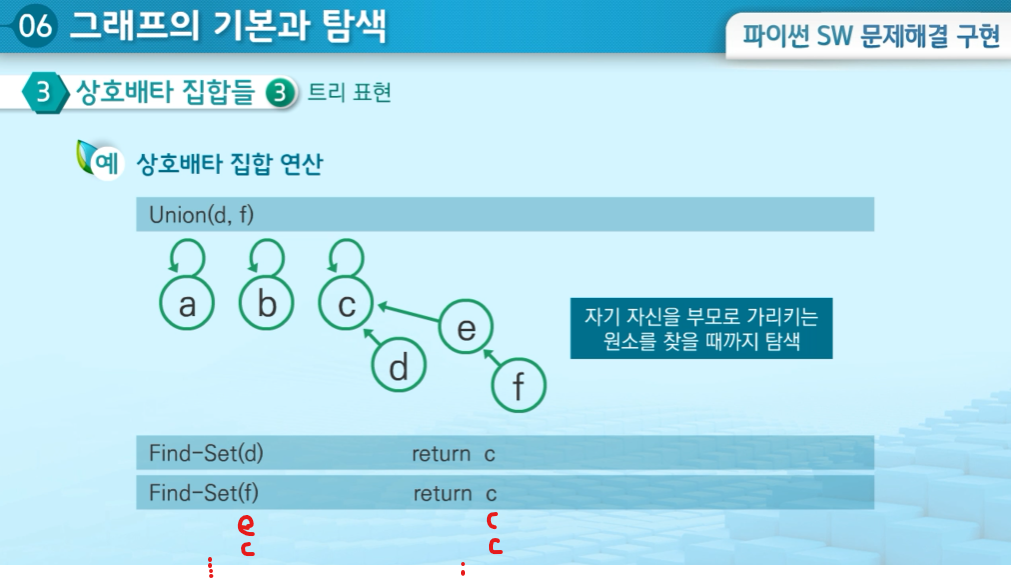 06 그래프의 기본과 탐색
파이썬 SW 문제해결 구현
3 상호배타 집합들 3 트리 표현
예 상호배타 집합 연산
Union(d, f)
a b c
e
d
f
자기 자신을 부모로 가리키는
원소를 찾을 때까지 탐색
Find-Set(d) return c
Find-Set(f) return c
e c
c c